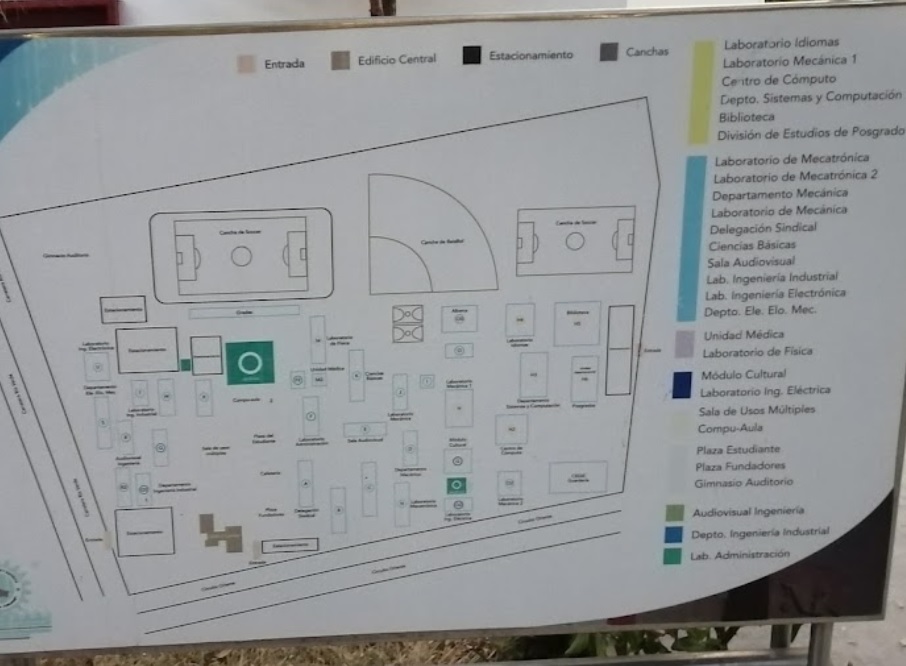 Entrada
Edificio Central
Estacionamiento
Canchas
Laboratorio Idiomas
Laboratorio Mecánica 1
Centro de Cómputo
Depto. Sistemas y Computación
Biblioteca
División de Estudios de Posgrado
Laboratorio de Mecatrónica
Laboratorio de Mecatrónica 2
Departamento Mecánica
Laboratorio de Mecánica
Delegación Sindical
Ciencias Básicas
Sala Audiovisual
Lab. Ingeniería Industrial
Lab. Ingeniería Electrónica
Depto. Ele. Elo. Mec.
Unidad Médica
Laboratorio de Física
Módulo Cultural
Laboratorio Ing. Eléctrica
Sala de Usos Múltiples
Compu-Aula
Plaza Estudiante
Plaza Fundadores
Gimnasio Auditorio
Audiovisual Ingeniería
Depto. Ingeniería Industrial
Lab. Administración
Gimnasio Auditorio
Cancha de Soccer
Cancha de Beisbol
Cancha de Soccer
Estacionamiento
Gradas
Alberca
Biblioteca
Laboratorio Idiomas
Laboratorio de Física
Laboratorio Ing. Electrónica
Estacionamiento
Unidad Médica
Ciencias Básicas
Entrada
Departamento Ele. Elo. Mec.
Laboratorio Ing. Industrial
Compuaula
Laboratorio Mecánica
Laboratorio Mecánica 1
Departamento Sistemas y Computación
Posgrado
Sala de usos múltiples
Plaza del Estudiante
Laboratorio Administración
Sala Audiovisual
Módulo Cultural
Centro de Cómputo
Audiovisual Ingeniería
Departamento Ingeniería Industrial
Cafetería
Departamento Mecánica
Plaza Fundadores
Delegación Sindical
Laboratorio Mecatrónica
Laboratorio Ing. Eléctrica
Laboratorio Mecánica 2
Estacionamiento
Entrada
Estacionamiento
Entrada
Circuito Oriente
Circuito Oriente
Circuito Oriente